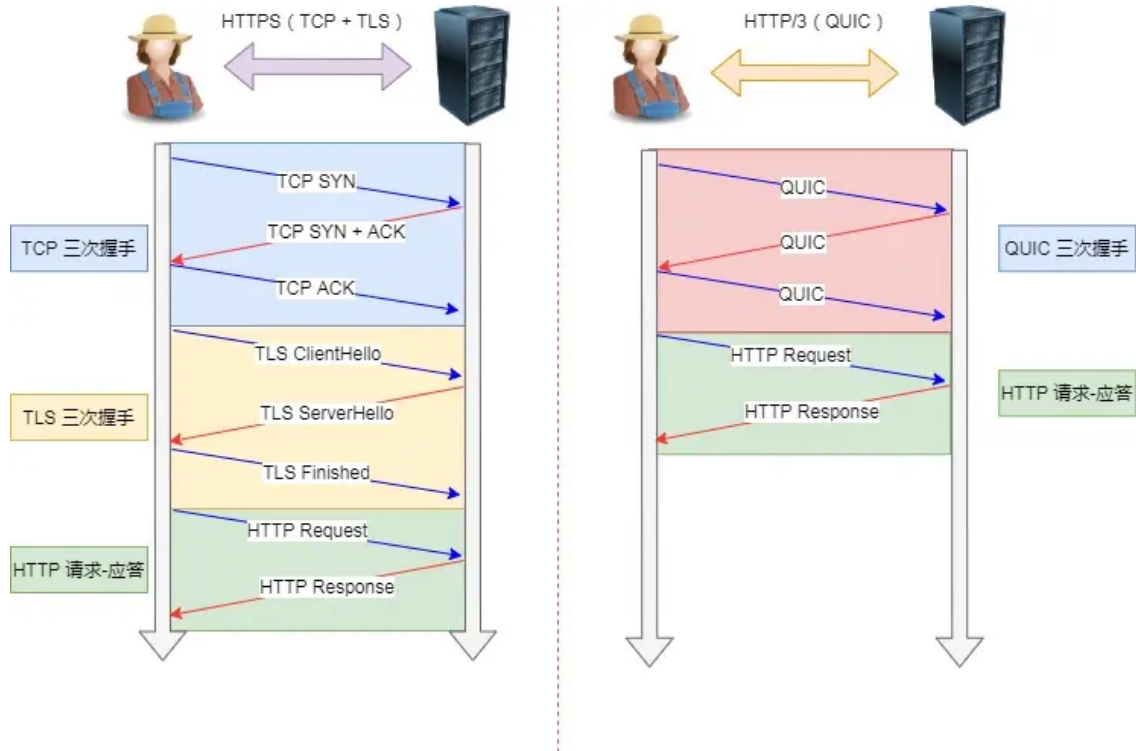 HTTPS ( TCP + TLS )
TCP 三次握手
TCP SYN
TCP SYN + ACK
TCP ACK
TLS 三次握手
TLS ClientHello
TLS ServerHello
TLS Finished
HTTP 请求-应答
HTTP Request
HTTP Response
HTTP/3 ( QUIC )
QUIC
QUIC
QUIC
QUIC 三次握手
HTTP Request
HTTP Response
HTTP 请求-应答